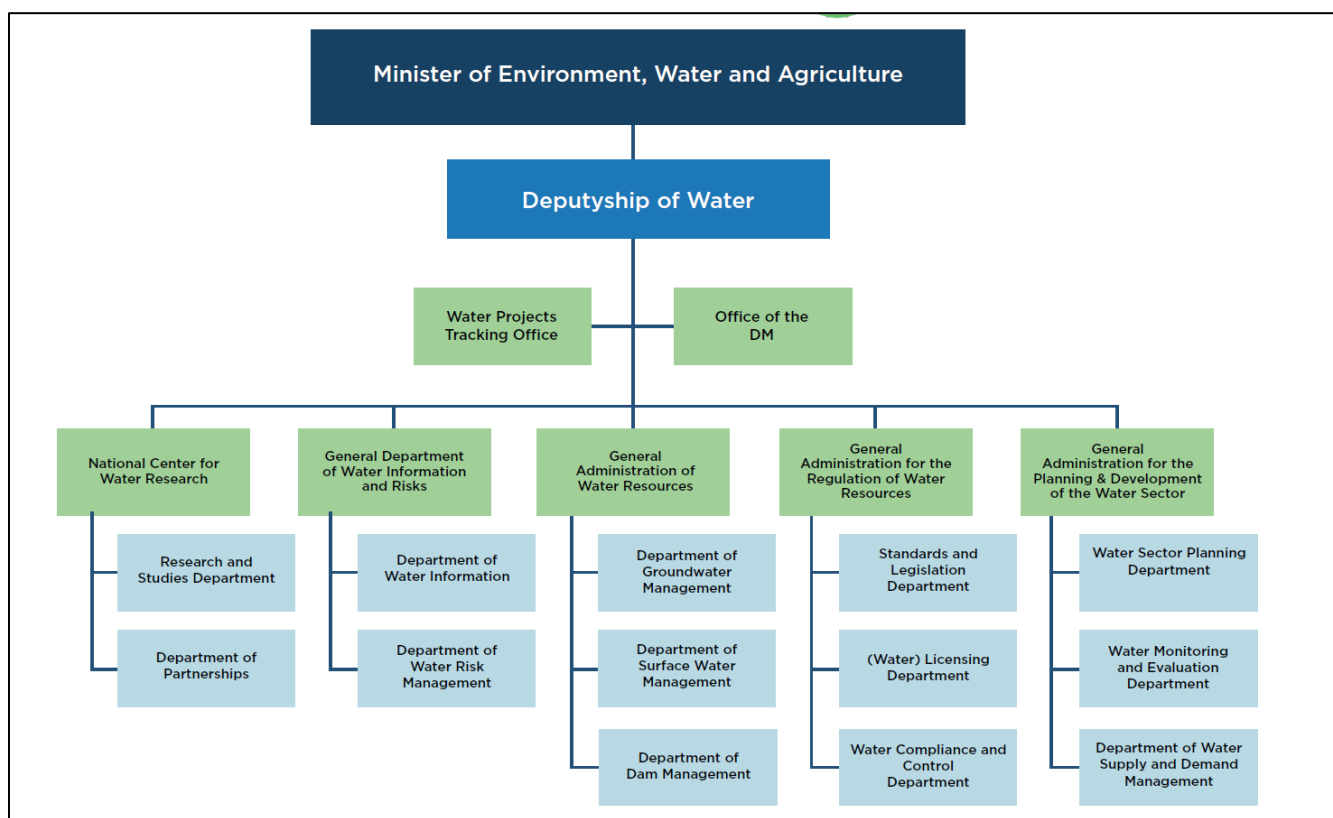 Minister of Environment, Water and Agriculture
Deputyship of Water
Water Projects
Tracking Office
Office of the
DM
National Center for
Water Research
General Department
of Water Information
and Risks
General
Administration of
Water Resources
General
Administration for the
Regulation of Water
Resources
General
Administration for the
Planning & Development
of the Water Sector
Research and
Studies Department
Department of
Water Information
Department of
Groundwater
Management
Standards and
Legislation
Department
Water Sector Planning
Department
Department of
Partnerships
Department of
Water Risk
Management
Department of
Surface Water
Management
(Water) Licensing
Department
Water Monitoring
and Evaluation
Department
Department of
Dam Management
Water Compliance and
Control
Department
Department of Water
Supply and Demand
Management